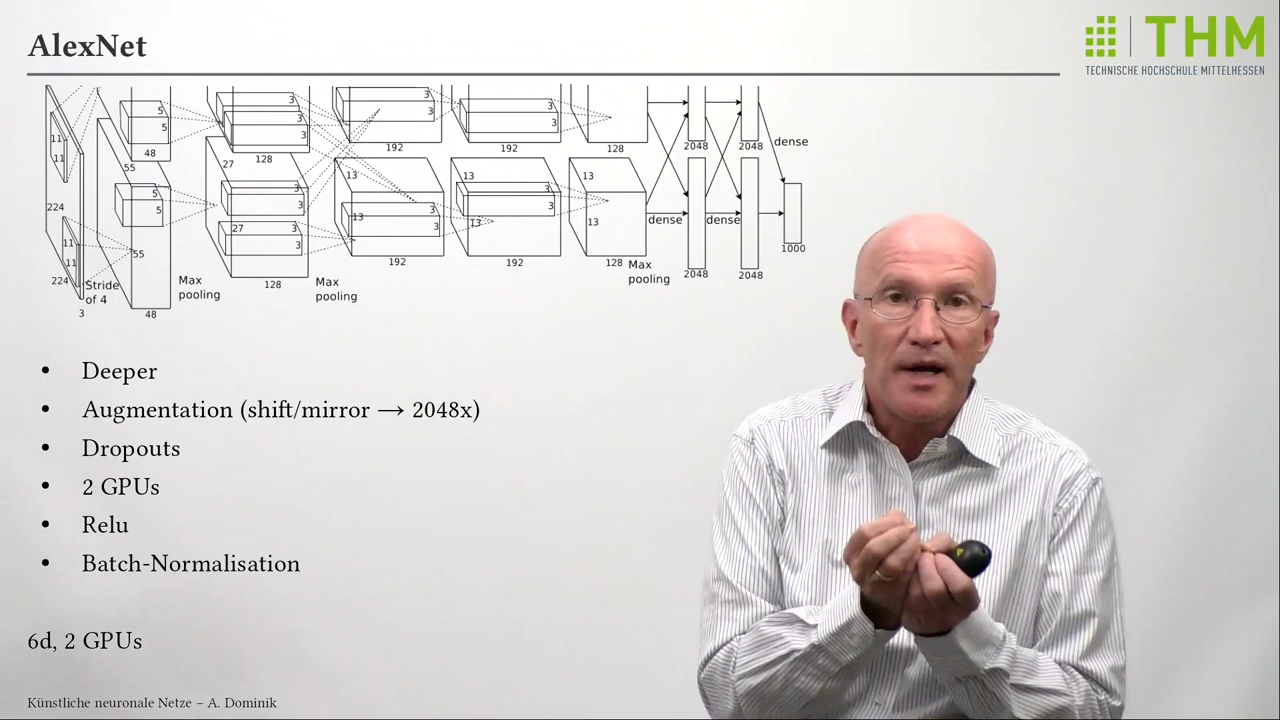 AlexNet
THM
TECHNISCHE HOCHSCHULE MITTELHESSEN
11
11
224
11
11
224
3
Stride
of 4
5
5
48
55
5
5
55
48
Max
pooling
3
3
3
128
27
3
3
27
3
3
128
Max
pooling
3
3
192
13
3
13
3
192
3
3
192
13
3
13
3
192
128
13
13
128
Max
pooling
dense
2048
2048
dense
dense
dense
2048
2048
1000
• Deeper
• Augmentation (shift/mirror → 2048x)
• Dropouts
• 2 GPUs
• Relu
• Batch-Normalisation
6d, 2 GPUs
Künstliche neuronale Netze – A. Dominik